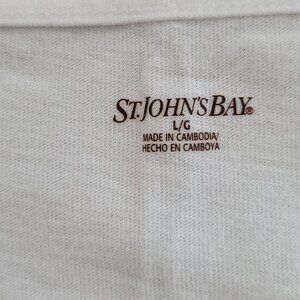 ST. JOHN'S BAY®
L/G
MADE IN CAMBODIA/
HECHO EN CAMBOYA